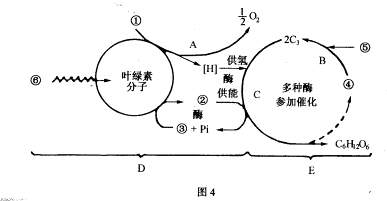 ① ½ O₂
A
[H] 供氢 2C₃ ⑤
酶 B
⑥ 叶绿素
分子
② 供能 C 多种酶
参加催化 ④
酶
③ + Pi
C₆H₁₂O₆
D E
图 4